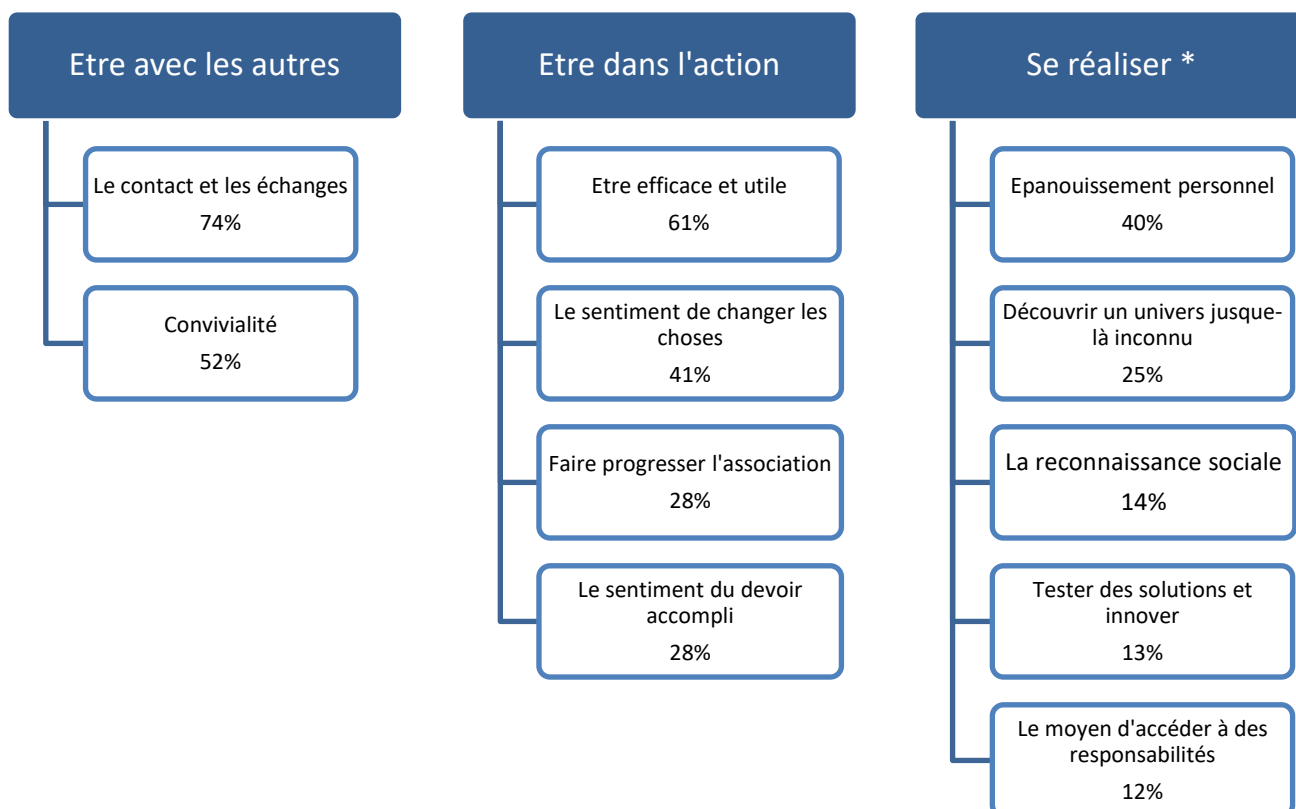 Etre avec les autres
Le contact et les échanges
74%
Convivialité
52%
Etre dans l'action
Etre efficace et utile
61%
Le sentiment de changer les
choses
41%
Faire progresser l'association
28%
Le sentiment du devoir
accompli
28%
Se réaliser *
Epanouissement personnel
40%
Découvrir un univers jusque-
là inconnu
25%
La reconnaissance sociale
14%
Tester des solutions et
innover
13%
Le moyen d'accéder à des
responsabilités
12%